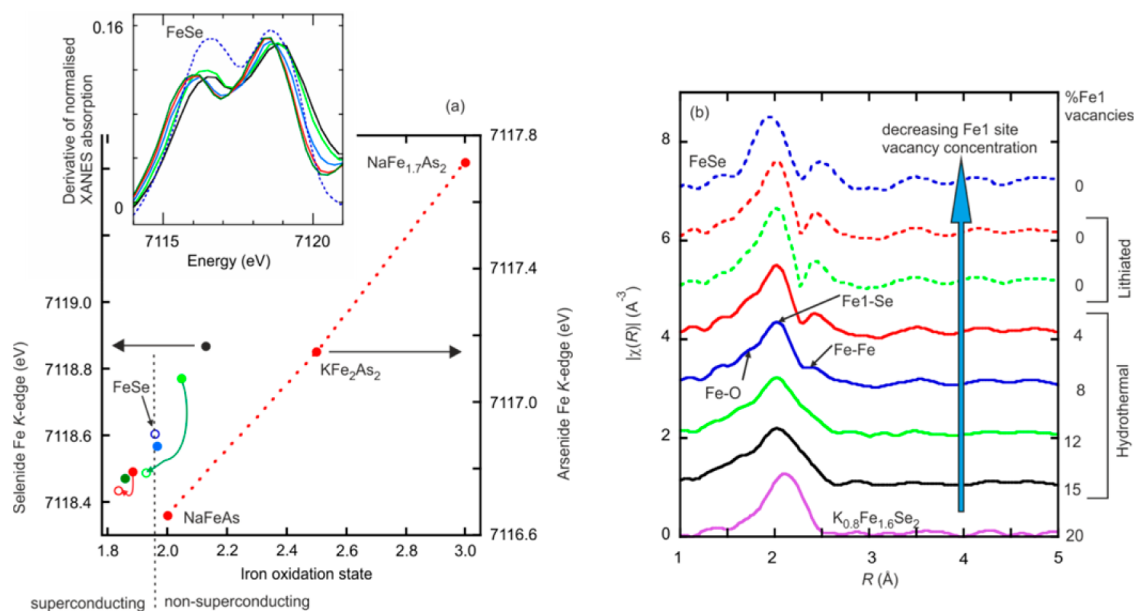 0.16
FeSe
Derivative of normalised
XANES absorption
0
7115
7120
Energy (eV)
(a)
7117.8
NaFe1.7As2
7117.4
7119.0
7118.8
KFe2As2
FeSe
7117.0
7118.6
Selenide Fe K-edge (eV)
Arsenide Fe K-edge (eV)
7118.4
NaFeAs
7116.6
1.8
2.0
2.2
2.4
2.6
2.8
3.0
Iron oxidation state
superconducting
non-superconducting
(b)
%Fe1
vacancies
8
decreasing Fe1 site
vacancy concentration
FeSe
0
6
0
0
Lithiated
|χ(R)| (Å-3)
4
Fe1-Se
4
Fe-Fe
Fe-O
8
Hydrothermal
2
12
15
K0.8Fe1.6Se2
0
20
1
2
3
4
5
R (Å)